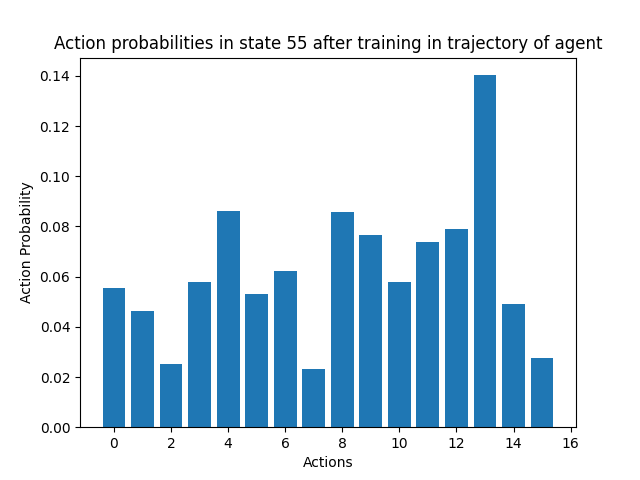 Action probabilities in state 55 after training in trajectory of agent
0.14
0.12
0.10
0.08
0.06
0.04
0.02
0.00
Action Probability
0 2 4 6 8 10 12 14 16
Actions